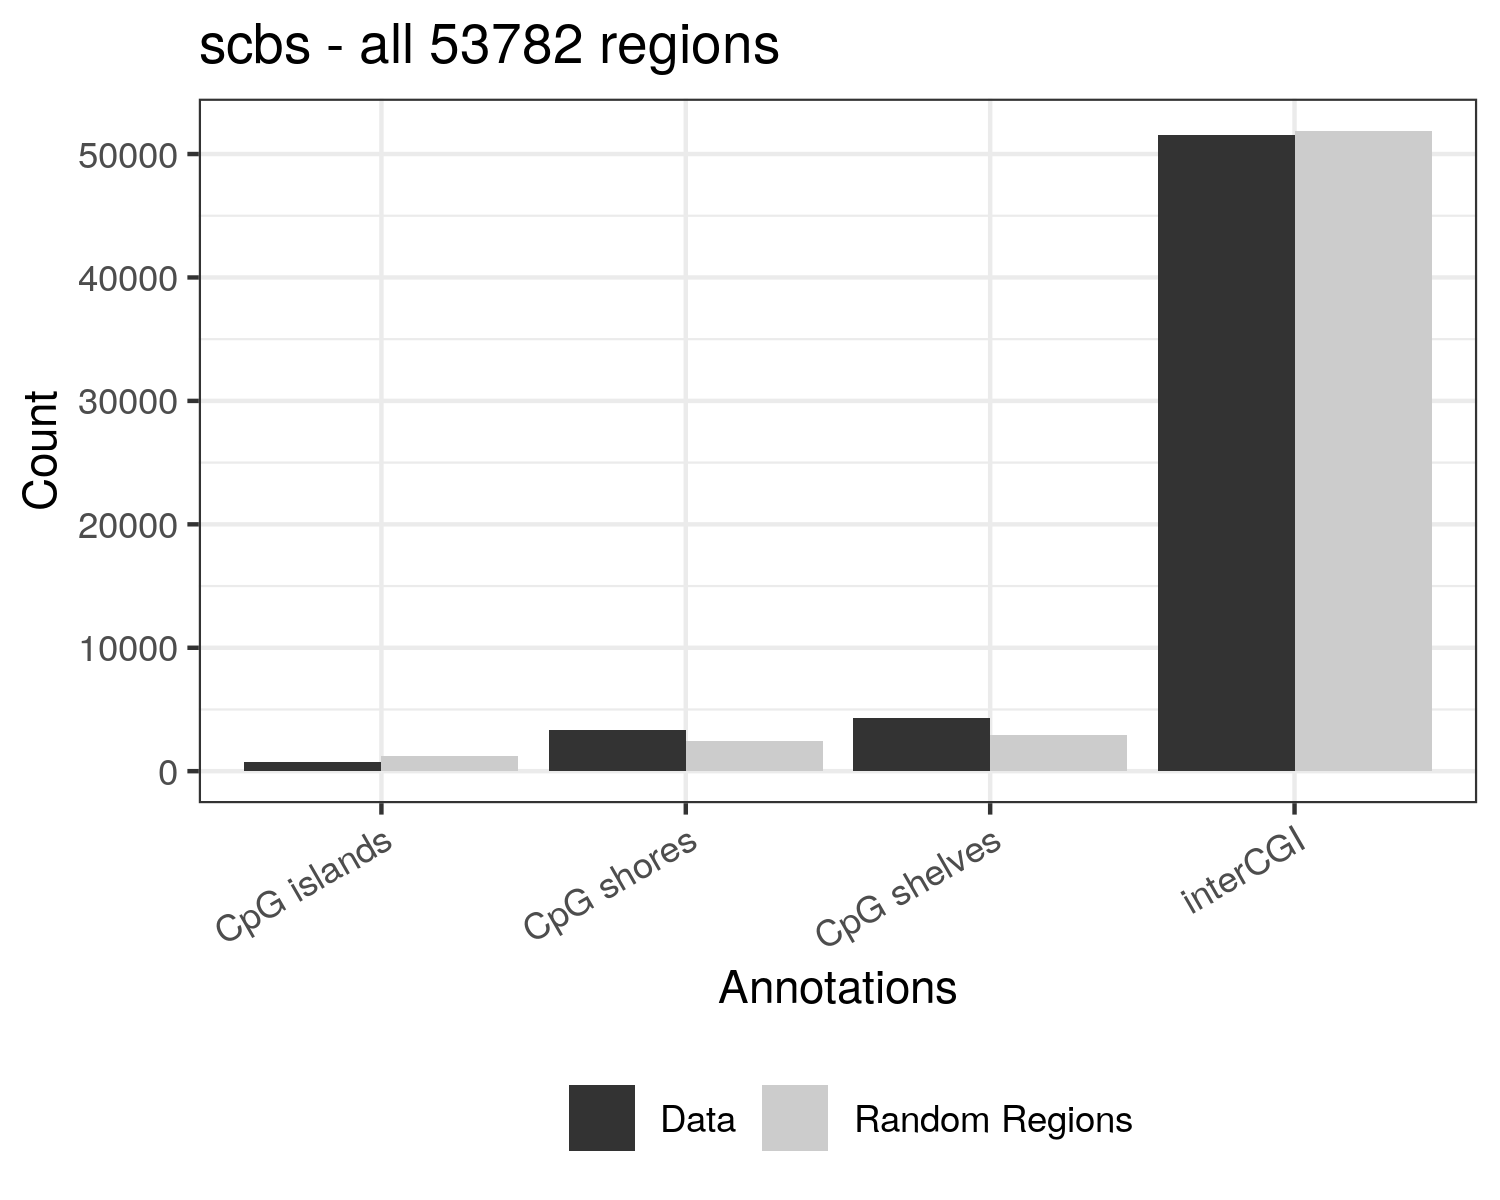 scbs - all 53782 regions
50000
40000
30000
20000
10000
0
Count
CpG islands
CpG shores
CpG shelves
interCGI
Annotations
Data
Random Regions